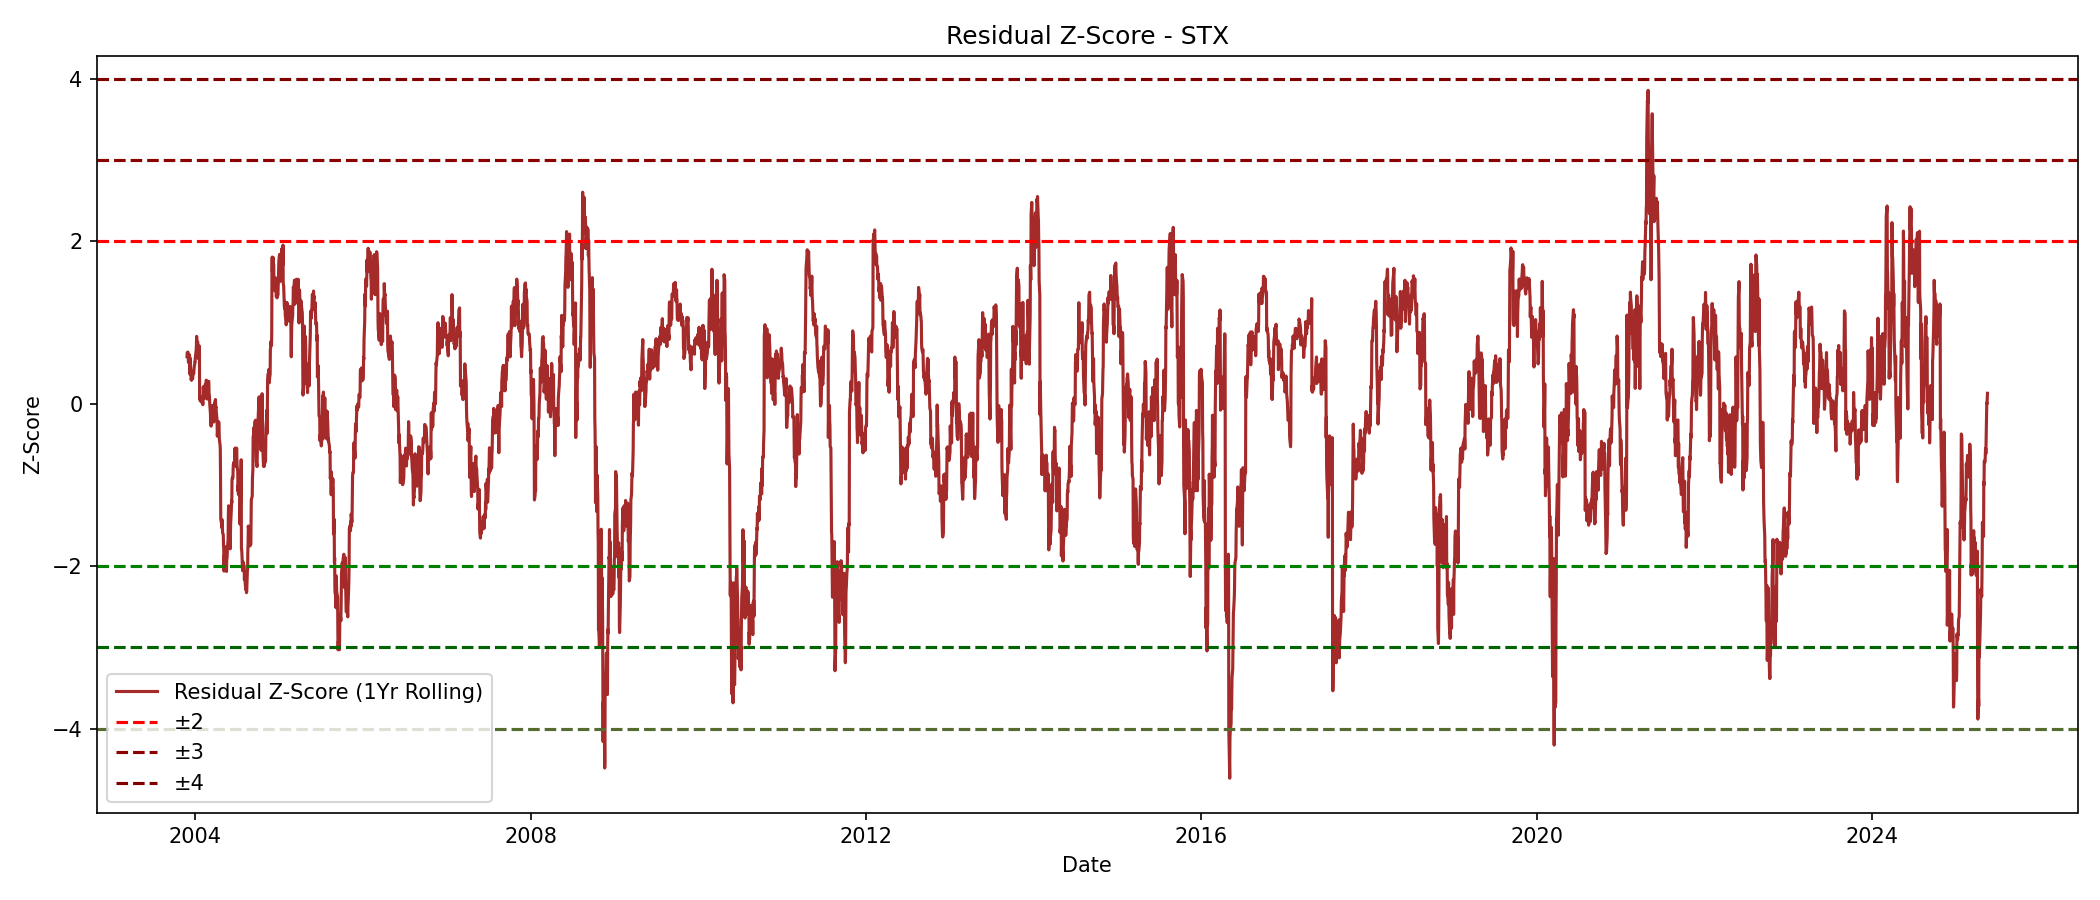 Residual Z-Score - STX
4
2
0
−2
−4
Z-Score
Residual Z-Score (1Yr Rolling)
±2
±3
±4
2004 2008 2012 2016 2020 2024
Date